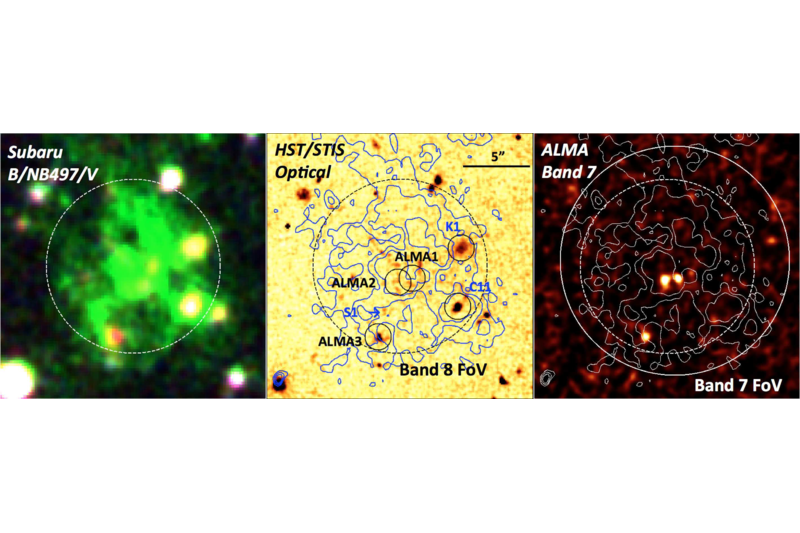 Subaru
B/NB497/V
HST/STIS
Optical
5”
K1
ALMA1
ALMA2
C11
S1
ALMA3
Band 8 FoV
ALMA
Band 7
Band 7 FoV